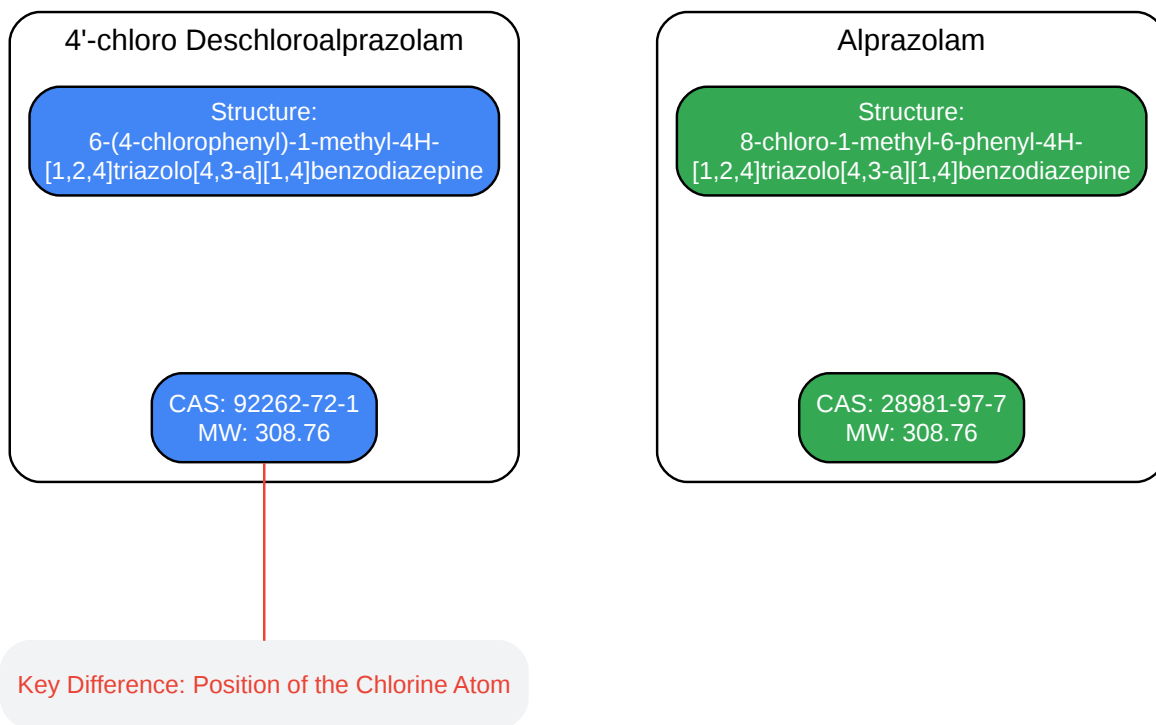 4'-chloro Deschloroalprazolam
Structure:
6-(4-chlorophenyl)-1-methyl-4H-
[1,2,4]triazolo[4,3-a][1,4]benzodiazepine
CAS: 92262-72-1
MW: 308.76
Alprazolam
Structure:
8-chloro-1-methyl-6-phenyl-4H-
[1,2,4]triazolo[4,3-a][1,4]benzodiazepine
CAS: 28981-97-7
MW: 308.76
Key Difference: Position of the Chlorine Atom